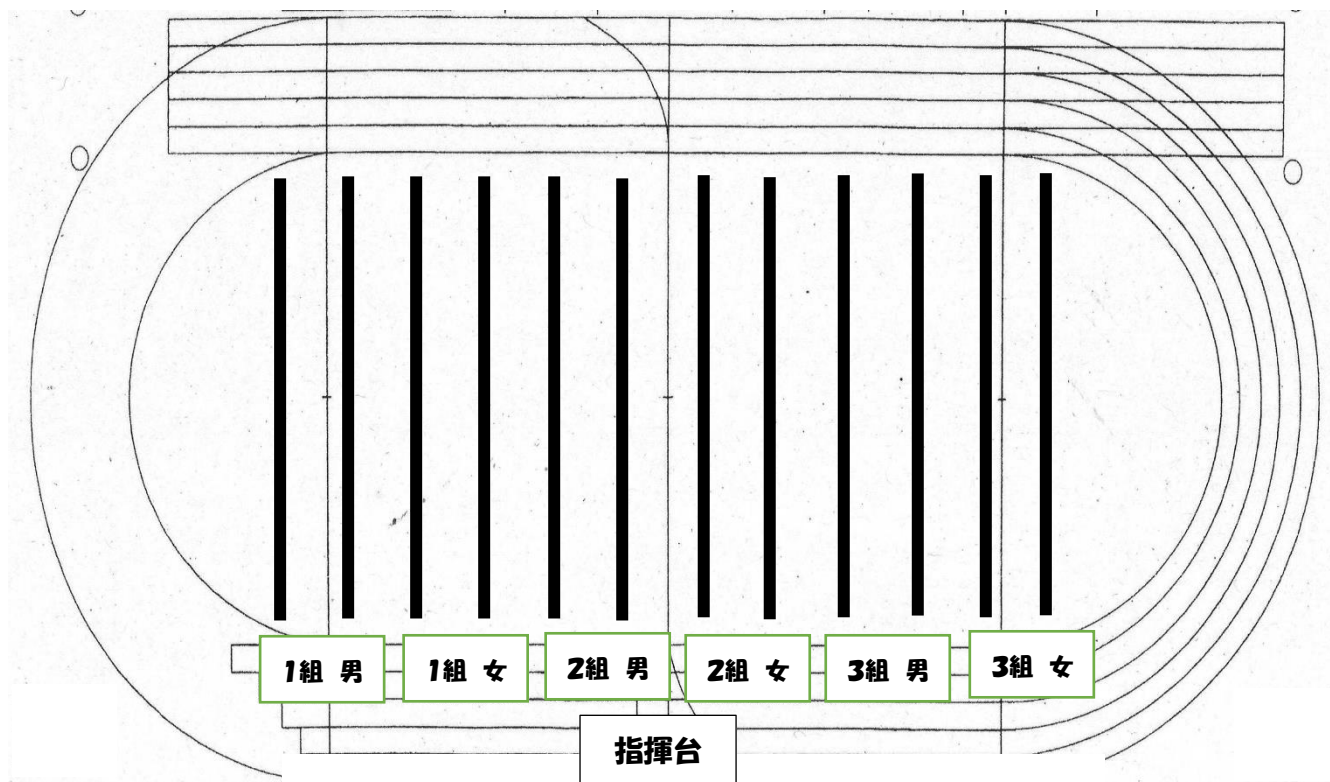 1組 男
1組 女
2組 男
2組 女
3組 男
3組 女
指揮台